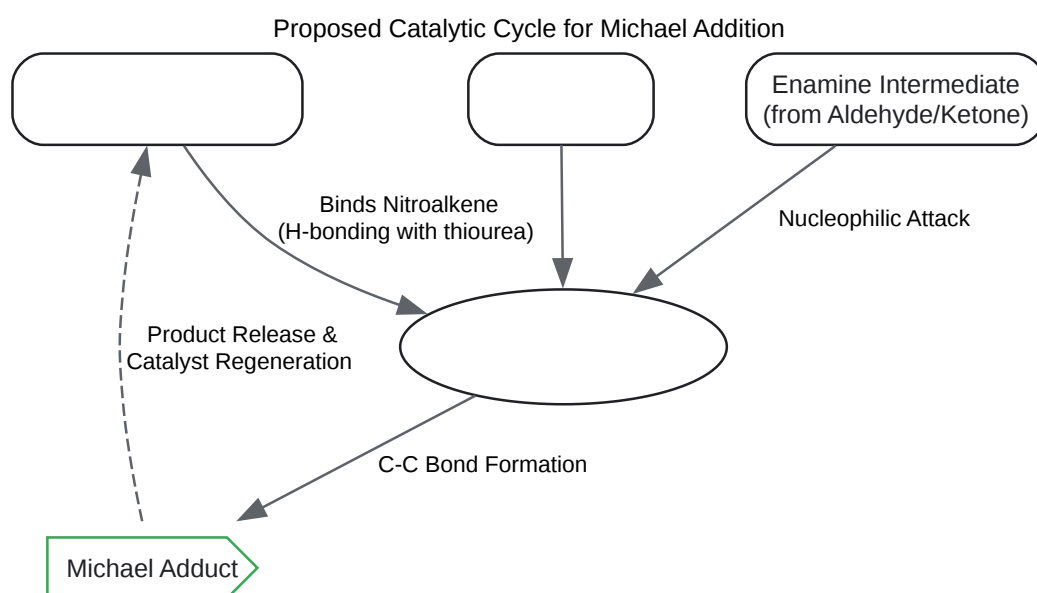 Proposed Catalytic Cycle for Michael Addition
Enamine Intermediate
(from Aldehyde/Ketone)
Binds Nitroalkene
(H-bonding with thiourea)
Nucleophilic Attack
Product Release &
Catalyst Regeneration
C-C Bond Formation
Michael Adduct